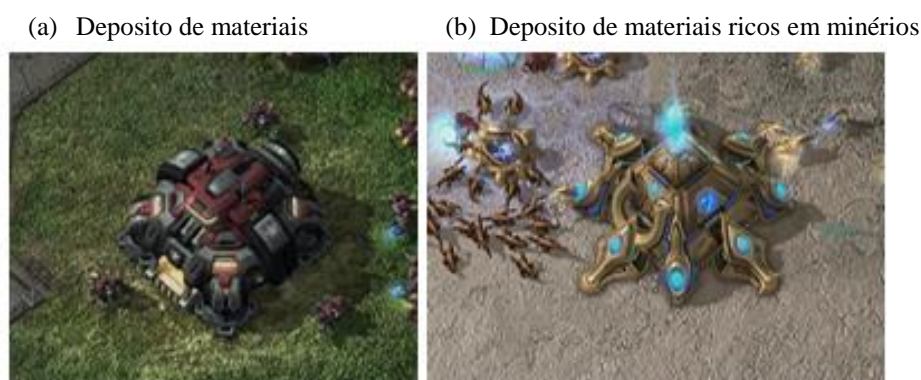 (a) Deposito de materiais
(b) Deposito de materiais ricos em minérios